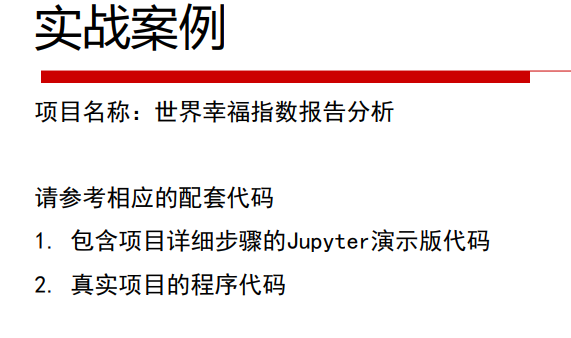 实战案例
项目名称：世界幸福指数报告分析
请参考相应的配套代码
1. 包含项目详细步骤的Jupyter演示版代码
2. 真实项目的程序代码